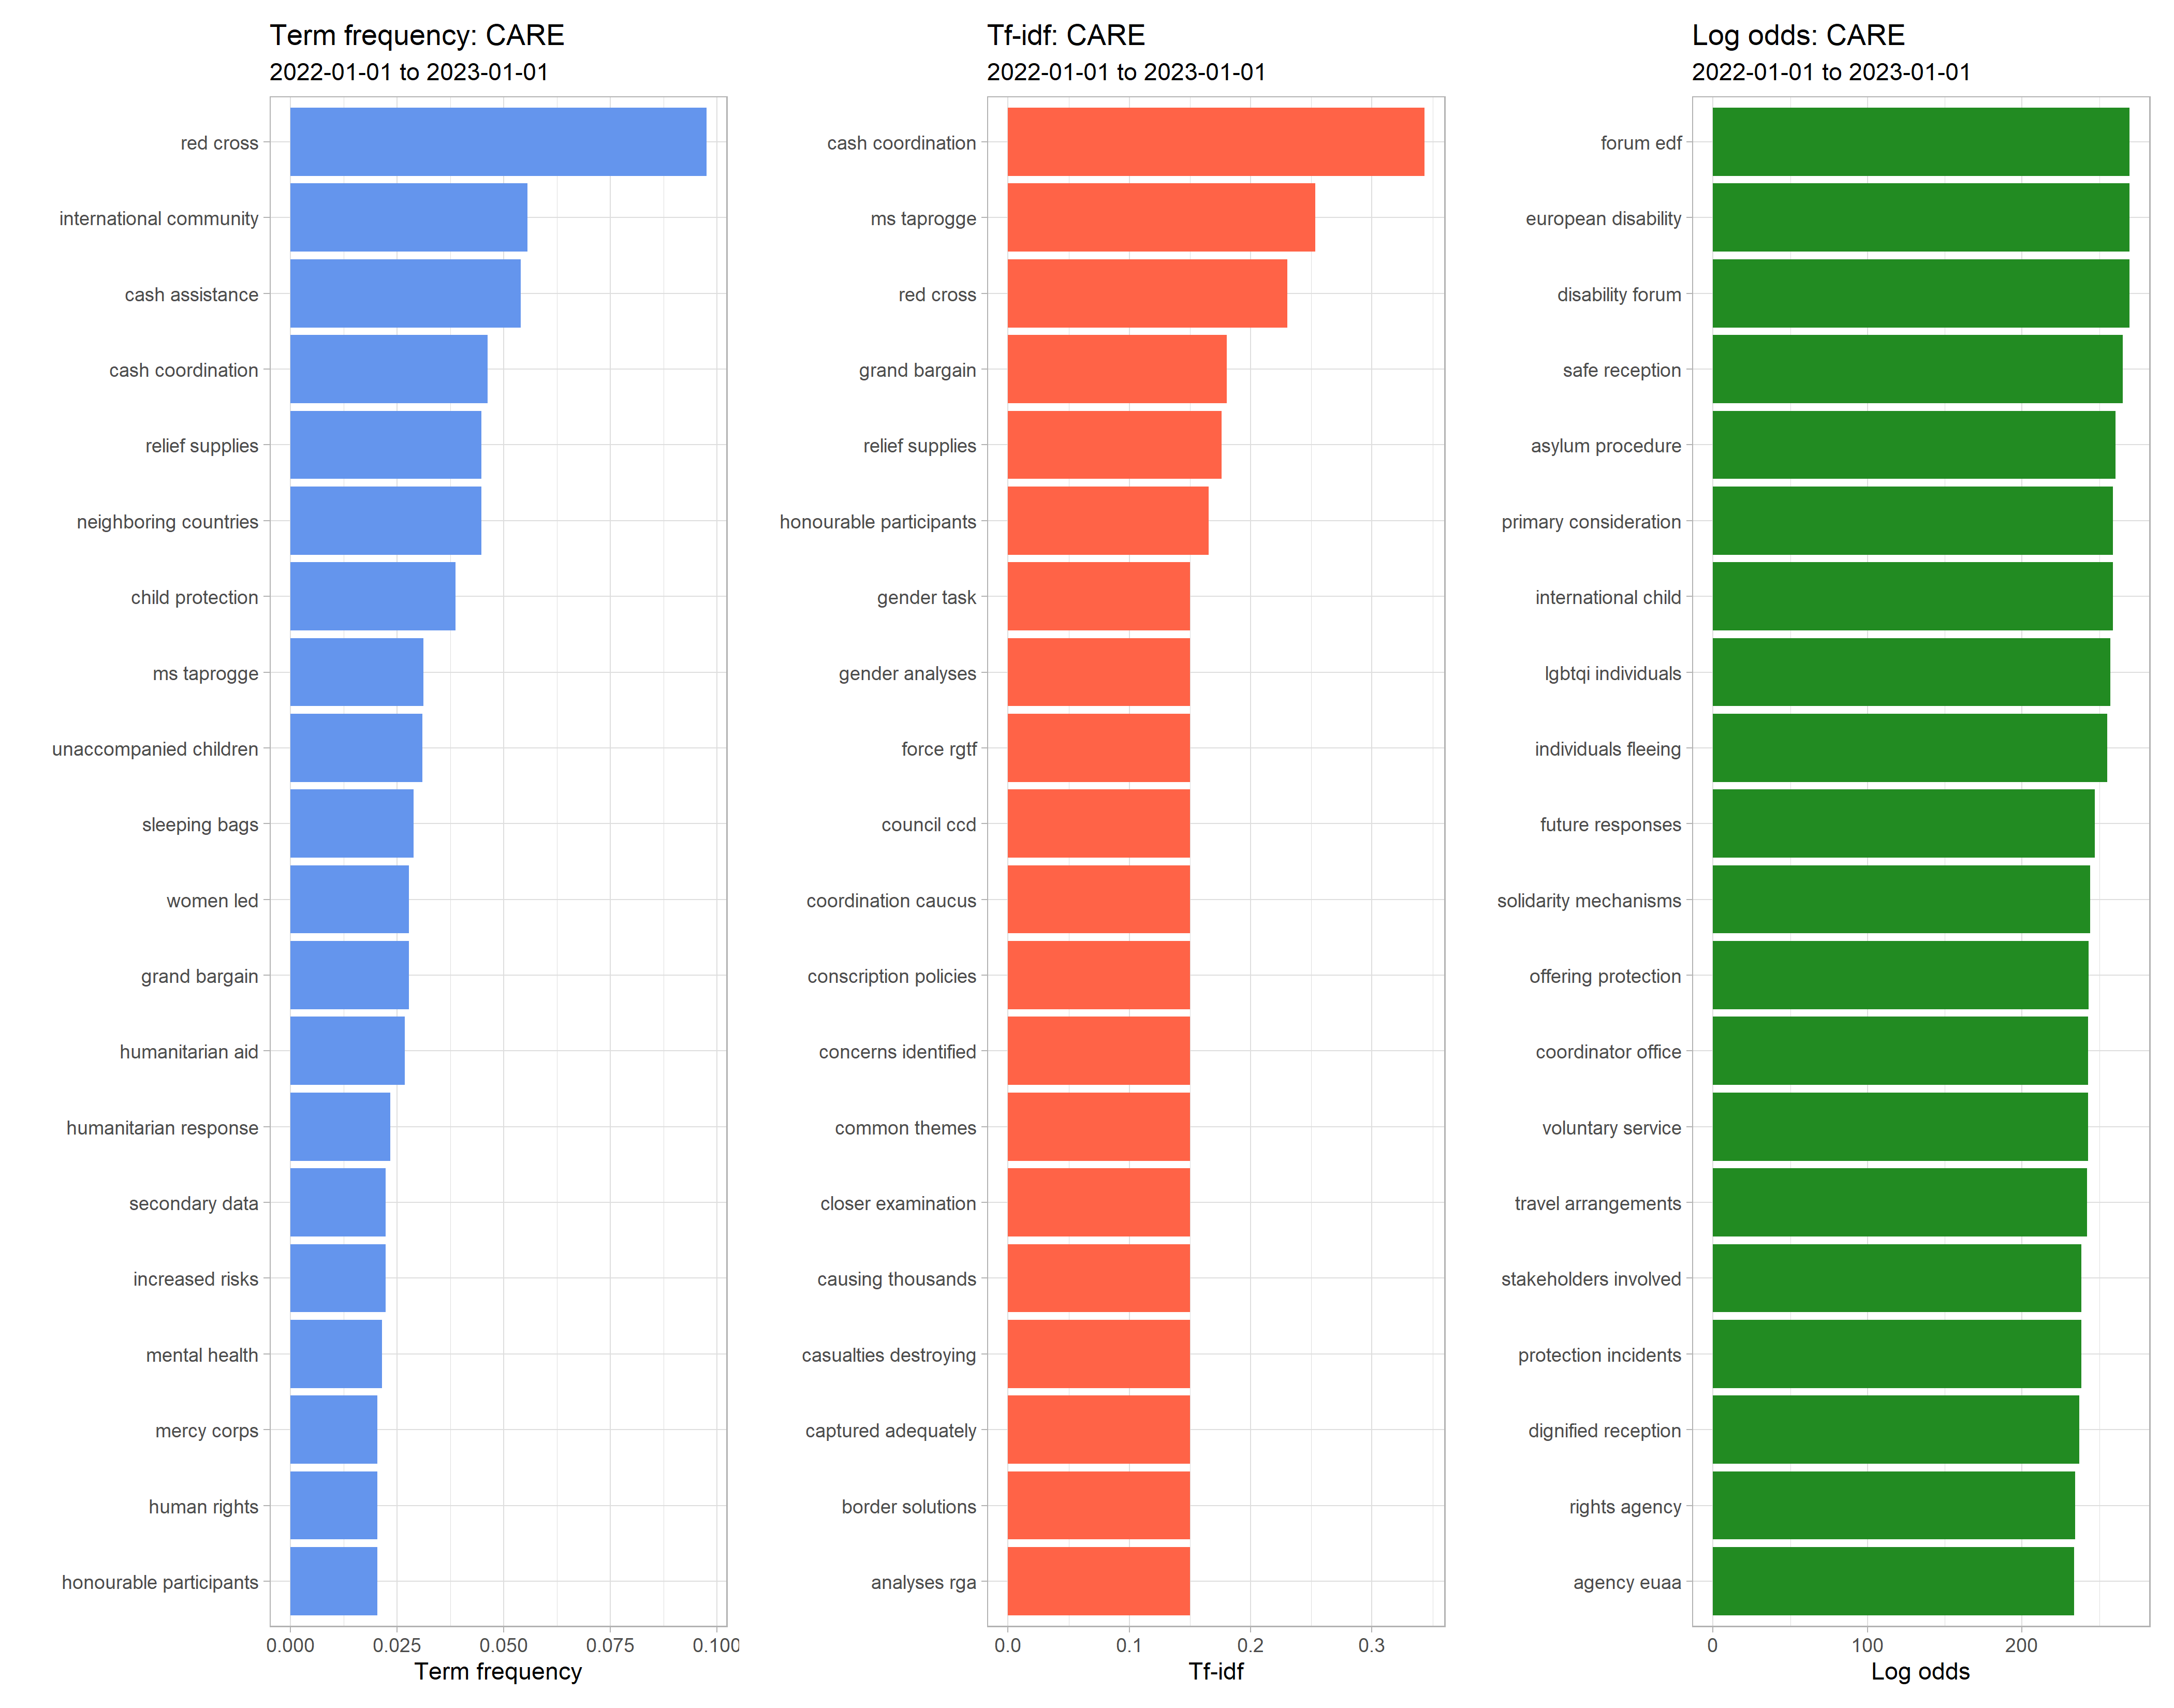 Term frequency: CARE
2022-01-01 to 2023-01-01
red cross
international community
cash assistance
cash coordination
relief supplies
neighboring countries
child protection
ms taprogge
unaccompanied children
sleeping bags
women led
grand bargain
humanitarian aid
humanitarian response
secondary data
increased risks
mental health
mercy corps
human rights
honourable participants
0.000 0.025 0.050 0.075 0.100
Term frequency
Tf-idf: CARE
2022-01-01 to 2023-01-01
cash coordination
ms taprogge
red cross
grand bargain
relief supplies
honourable participants
gender task
gender analyses
force rgtf
council ccd
coordination caucus
conscription policies
concerns identified
common themes
closer examination
causing thousands
casualties destroying
captured adequately
border solutions
analyses rga
0.0 0.1 0.2 0.3
Tf-idf
Log odds: CARE
2022-01-01 to 2023-01-01
forum edf
european disability
disability forum
safe reception
asylum procedure
primary consideration
international child
lgbtqi individuals
individuals fleeing
future responses
solidarity mechanisms
offering protection
coordinator office
voluntary service
travel arrangements
stakeholders involved
protection incidents
dignified reception
rights agency
agency euaa
0 100 200
Log odds